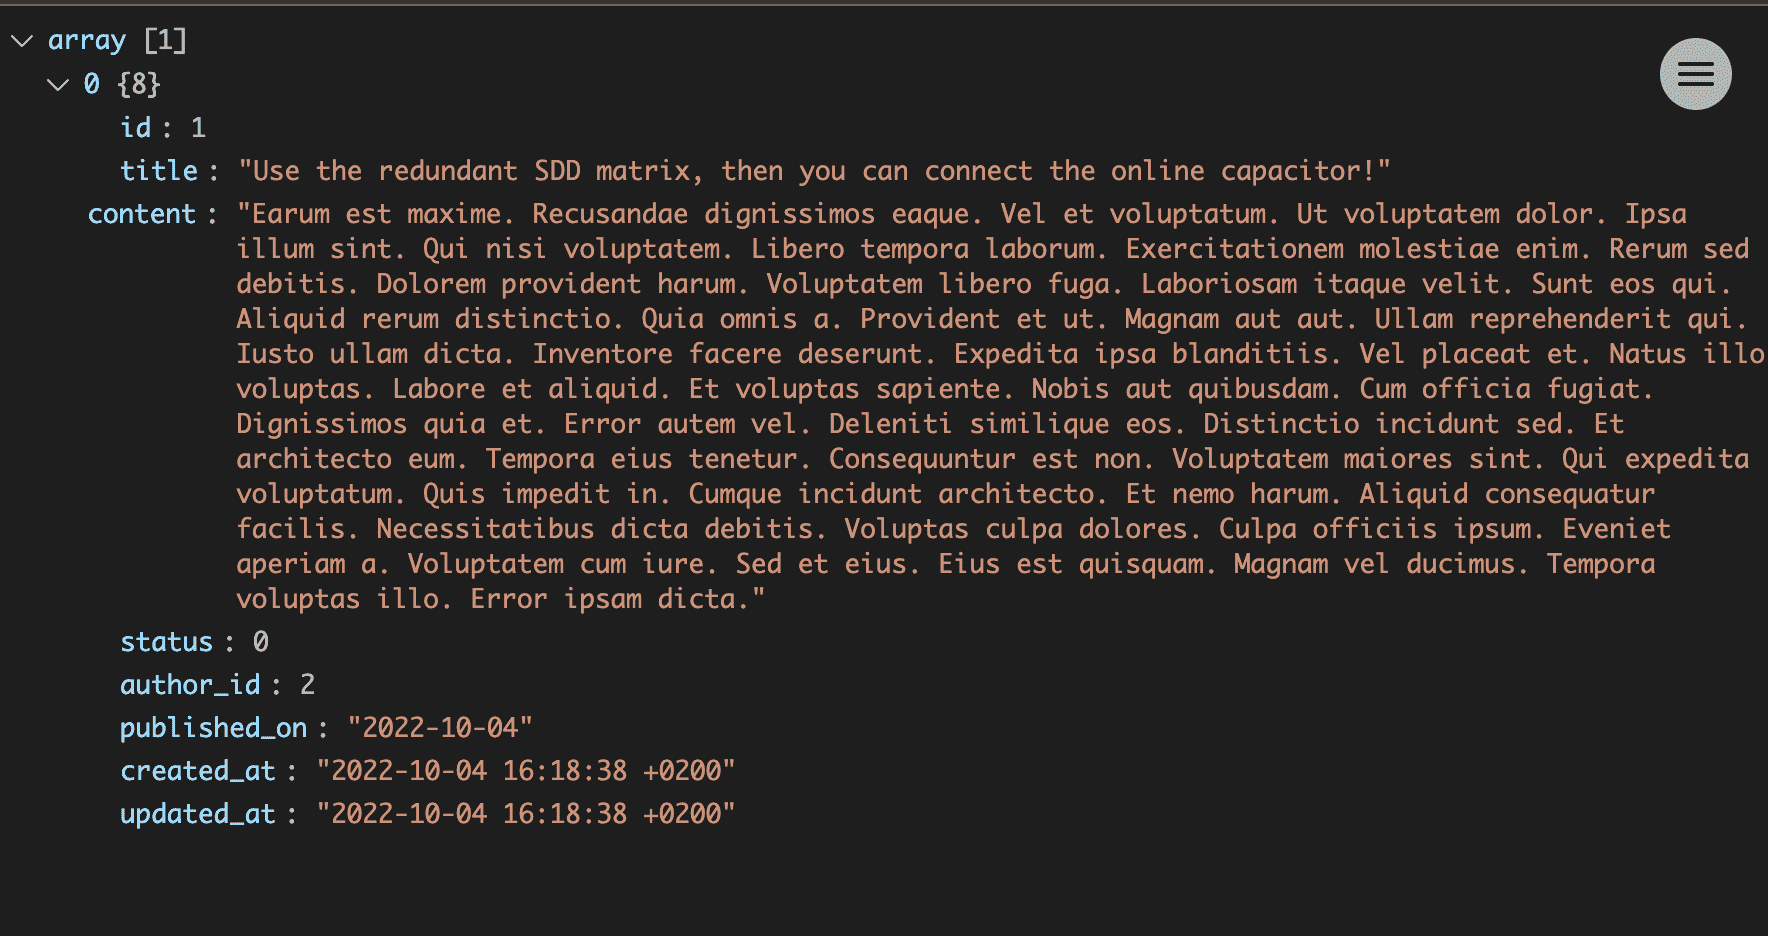 array [1]
0 {8}
id : 1
title : "Use the redundant SDD matrix, then you can connect the online capacitor!"
content : "Earum est maxime. Recusandae dignissimos eaque. Vel et voluptatum. Ut voluptatem dolor. Ipsa
illum sint. Qui nisi voluptatem. Libero tempora laborum. Exercitationem molestiae enim. Rerum sed
debitis. Dolorem provident harum. Voluptatem libero fuga. Laboriosam itaque velit. Sunt eos qui.
Aliquid rerum distinctio. Quia omnis a. Provident et ut. Magnam aut aut. Ullam reprehenderit qui.
Iusto ullam dicta. Inventore facere deserunt. Expedita ipsa blanditiis. Vel placeat et. Natus illo
voluptas. Labore et aliquid. Et voluptas sapiente. Nobis aut quibusdam. Cum officia fugiat.
Dignissimos quia et. Error autem vel. Deleniti similique eos. Distinctio incidunt sed. Et
architecto eum. Tempora eius tenetur. Consequuntur est non. Voluptatem maiores sint. Qui expedita
voluptatum. Quis impedit in. Cumque incidunt architecto. Et nemo harum. Aliquid consequatur
facilis. Necessitatibus dicta debitis. Voluptas culpa dolores. Culpa officiis ipsum. Eveniet
aperiam a. Voluptatem cum iure. Sed et eius. Eius est quisquam. Magnam vel ducimus. Tempora
voluptas illo. Error ipsam dicta."
status : 0
author_id : 2
published_on : "2022-10-04"
created_at : "2022-10-04 16:18:38 +0200"
updated_at : "2022-10-04 16:18:38 +0200"